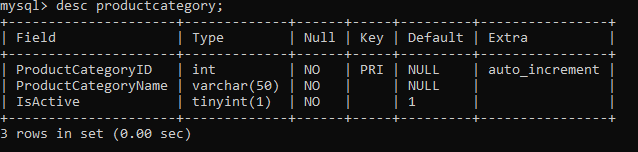 mysql> desc productcategory;
+---------------------+-------------+------+-----+---------+----------------+
| Field               | Type        | Null | Key | Default | Extra          |
+---------------------+-------------+------+-----+---------+----------------+
| ProductCategoryID   | int         | NO   | PRI | NULL    | auto_increment |
| ProductCategoryName | varchar(50) | NO   |     | NULL    |                |
| IsActive            | tinyint(1)  | NO   |     | 1       |                |
+---------------------+-------------+------+-----+---------+----------------+
3 rows in set (0.00 sec)